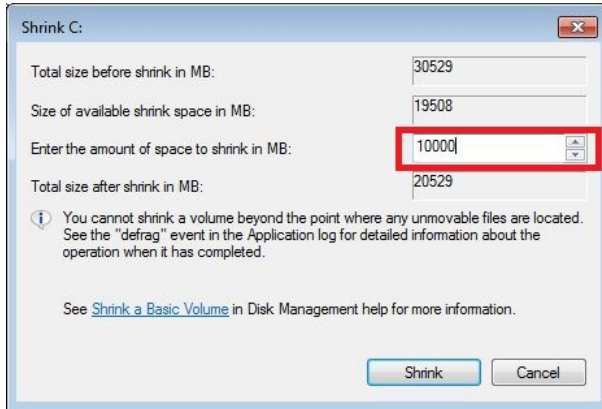 Shrink C:
Total size before shrink in MB: 30529
Size of available shrink space in MB: 19508
Enter the amount of space to shrink in MB: 10000
Total size after shrink in MB: 20529
You cannot shrink a volume beyond the point where any unmovable files are located.
See the "defrag" event in the Application log for detailed information about the
operation when it has completed.
See Shrink a Basic Volume in Disk Management help for more information.
Shrink Cancel